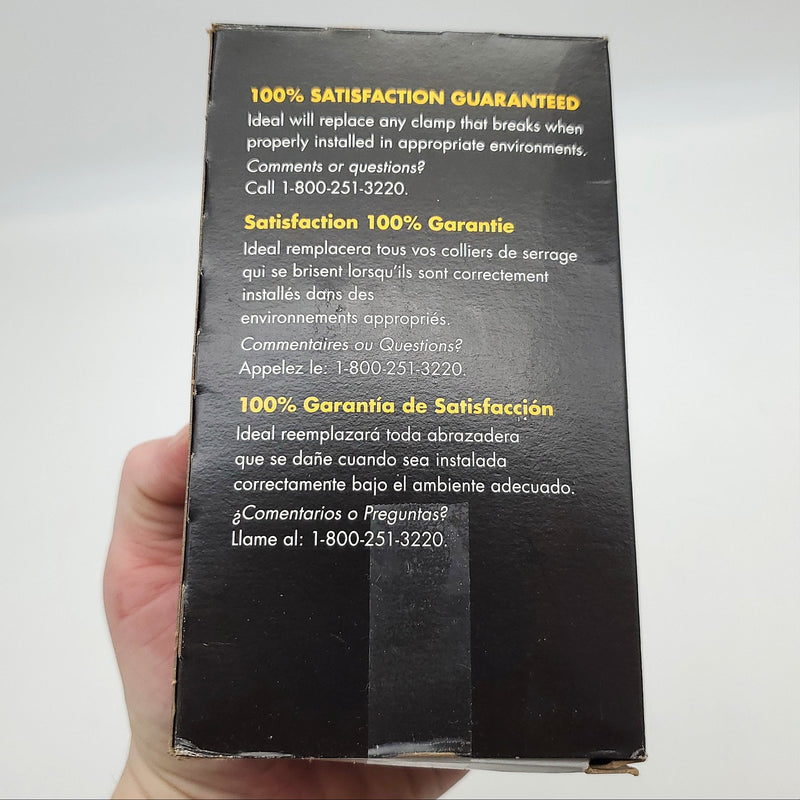 100% SATISFACTION GUARANTEED
Ideal will replace any clamp that breaks when
properly installed in appropriate environments.
Comments or questions?
Call 1-800-251-3220.
Satisfaction 100% Garantie
Ideal remplacera tous vos colliers de serrage
qui se brisent lorsqu'ils sont correctement
installés dans des
environnements appropriés.
Commentaires ou Questions?
Appelez le: 1-800-251-3220.
100% Garantía de Satisfacción
Ideal reemplazará toda abrazadera
que se dañe cuando sea instalada
correctamente bajo el ambiente adecuado.
¿Comentarios o Preguntas?
Llame al: 1-800-251-3220.